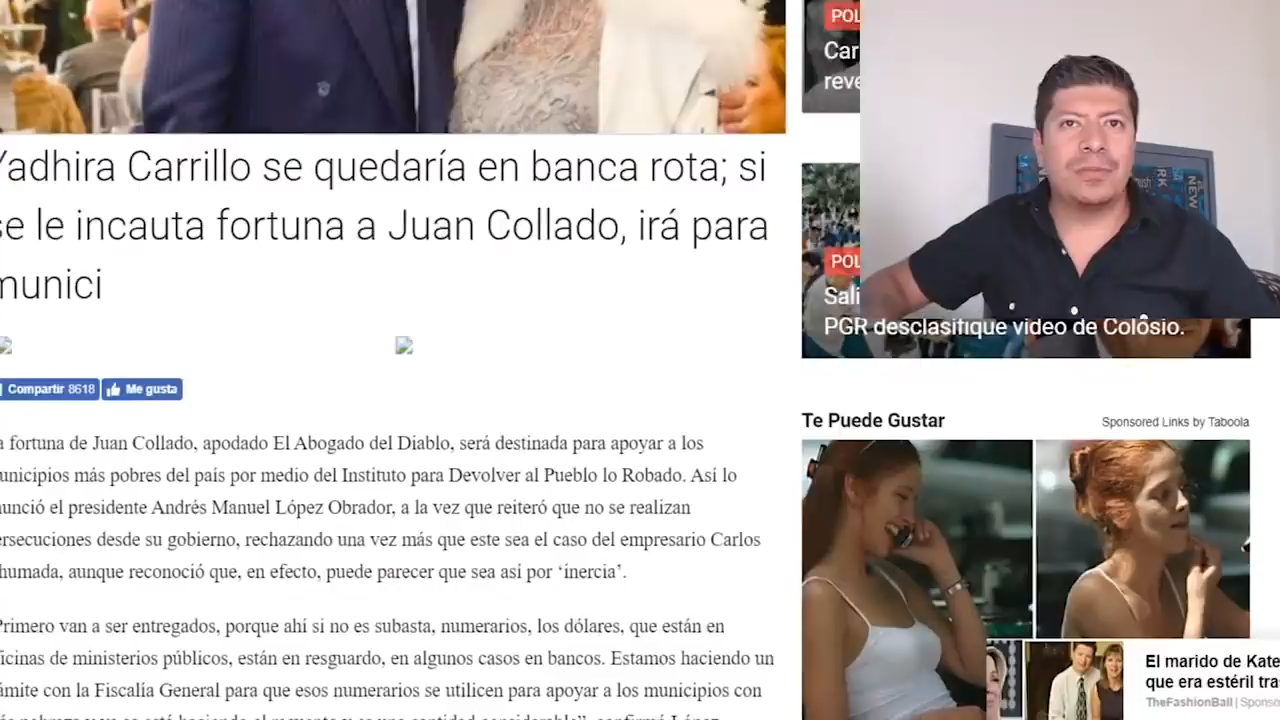 Yadhira Carrillo se quedaría en banca rota; si
se le incauta fortuna a Juan Collado, irá para
munici
Compartir 8618 Me gusta
a fortuna de Juan Collado, apodado El Abogado del Diablo, será destinada para apoyar a los
unicipios más pobres del país por medio del Instituto para Devolver al Pueblo lo Robado. Así lo
nunció el presidente Andrés Manuel López Obrador, a la vez que reiteró que no se realizan
ersecuciones desde su gobierno, rechazando una vez más que este sea el caso del empresario Carlos
humada, aunque reconoció que, en efecto, puede parecer que sea así por ‘inercia’.
Primero van a ser entregados, porque ahí si no es subasta, numerarios, los dólares, que están en
ficinas de ministerios públicos, están en resguardo, en algunos casos en bancos. Estamos haciendo un
ámite con la Fiscalía General para que esos numerarios se utilicen para apoyar a los municipios con
POL
Car
reve
NEW
RK
POL
Sali
PGR desclasifique video de Colosio.
Te Puede Gustar
Sponsored Links by Taboola
El marido de Kate
que era estéril tras
TheFashionBall | Sponso